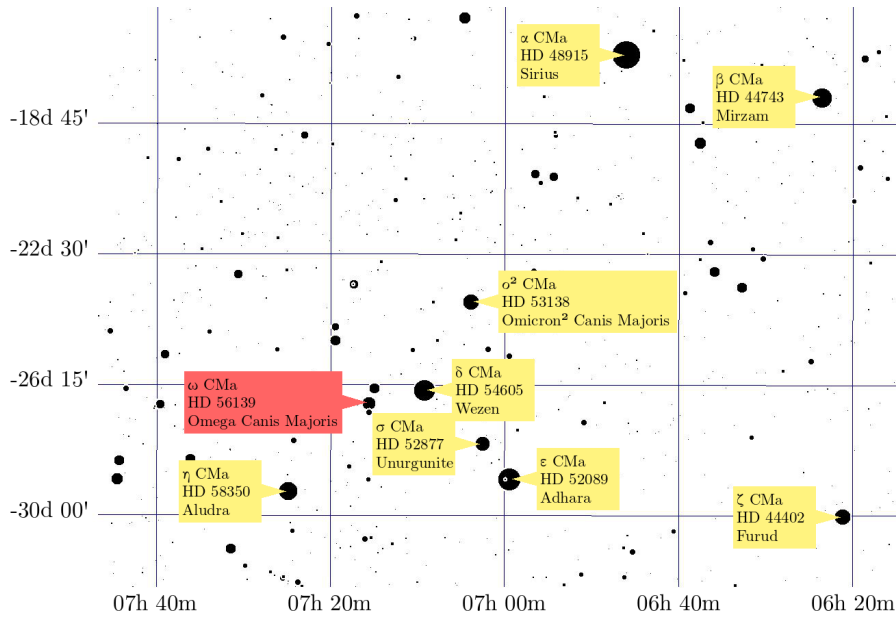 α CMa
HD 48915
Sirius
β CMa
HD 44743
Mirzam
-18d 45'
-22d 30'
ο² CMa
HD 53138
Omicron² Canis Majoris
-26d 15'
δ CMa
HD 54605
Wezen
ω CMa
HD 56139
Omega Canis Majoris
σ CMa
HD 52877
Unurgunite
ε CMa
HD 52089
Adhara
η CMa
HD 58350
Aludra
ζ CMa
HD 44402
Furud
-30d 00'
07h 40m 07h 20m 07h 00m 06h 40m 06h 20m